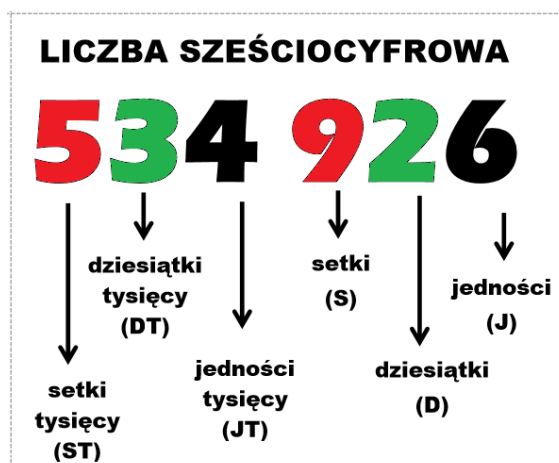 LICZBA SZEŚCIOCYFROWA
534 926
dziesiątki
tysięcy
(DT)
setki
(S)
jedności
(J)
setki
tysięcy
(ST)
jedności
tysięcy
(JT)
dziesiątki
(D)